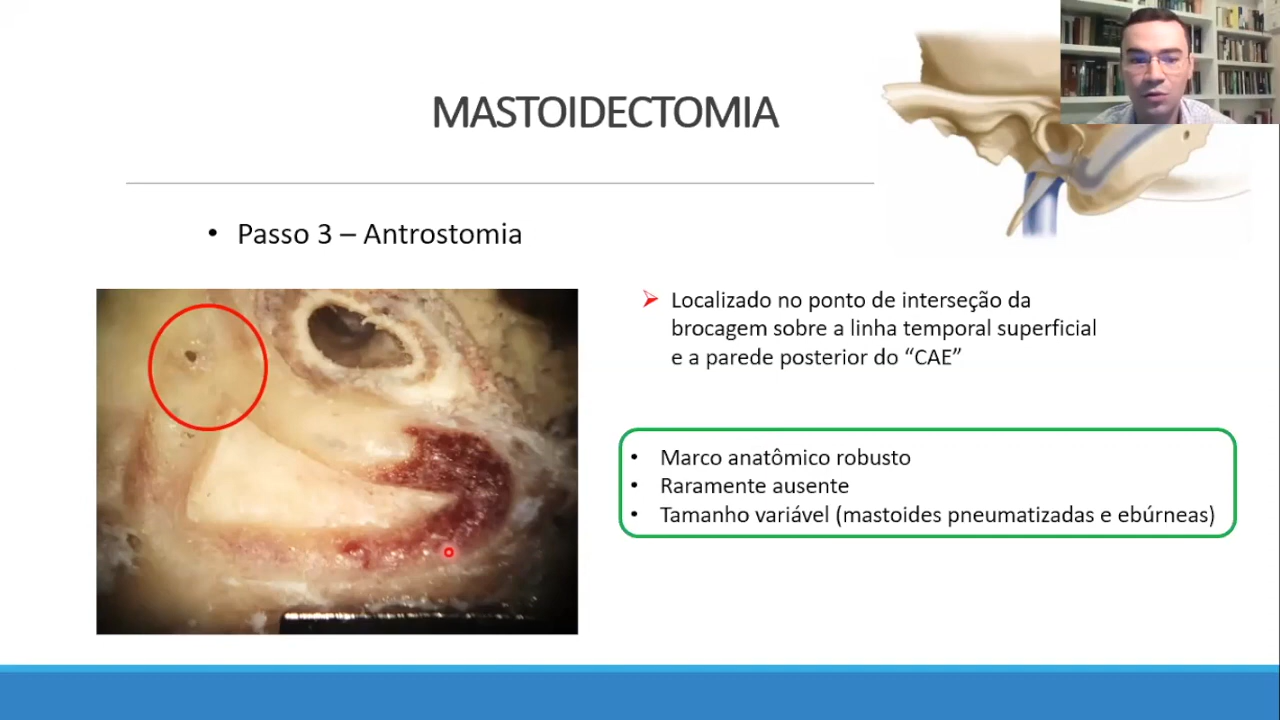 MASTOIDECTOMIA
• Passo 3 – Antrostomia
Localizado no ponto de interseção da
brocagem sobre a linha temporal superficial
e a parede posterior do “CAE”
• Marco anatômico robusto
• Raramente ausente
• Tamanho variável (mastoides pneumatizadas e ebúrneas)